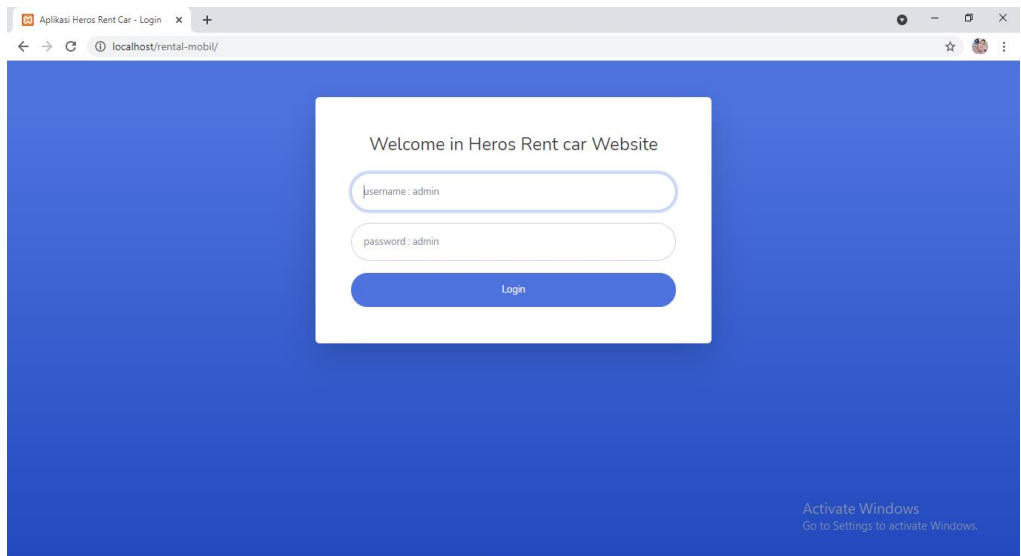 Aplikasi Heros Rent Car - Login
localhost/rental-mobil/
Welcome in Heros Rent car Website
username : admin
password : admin
Login
Activate Windows
Go to Settings to activate Windows.